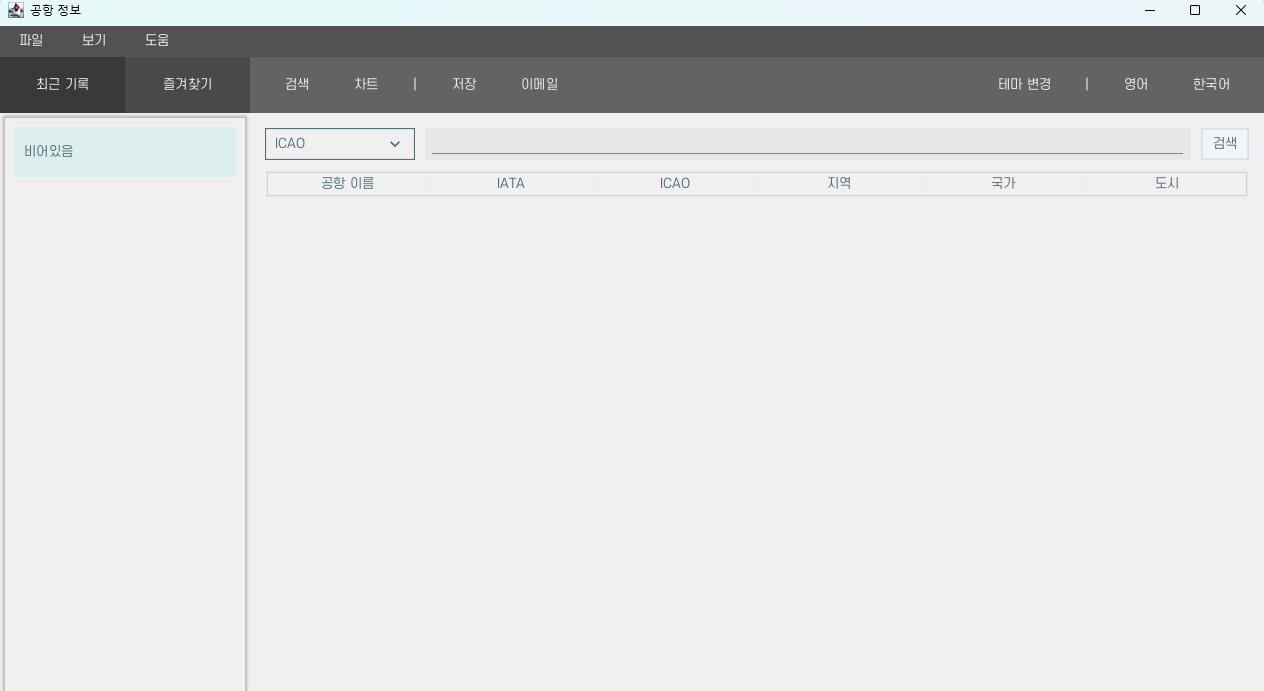 공항 정보
파일 보기 도움
최근 기록 즐겨찾기 검색 차트 | 저장 이메일 테마 변경 | 영어 한국어
비어있음
ICAO 검색
공항 이름 IATA ICAO 지역 국가 도시